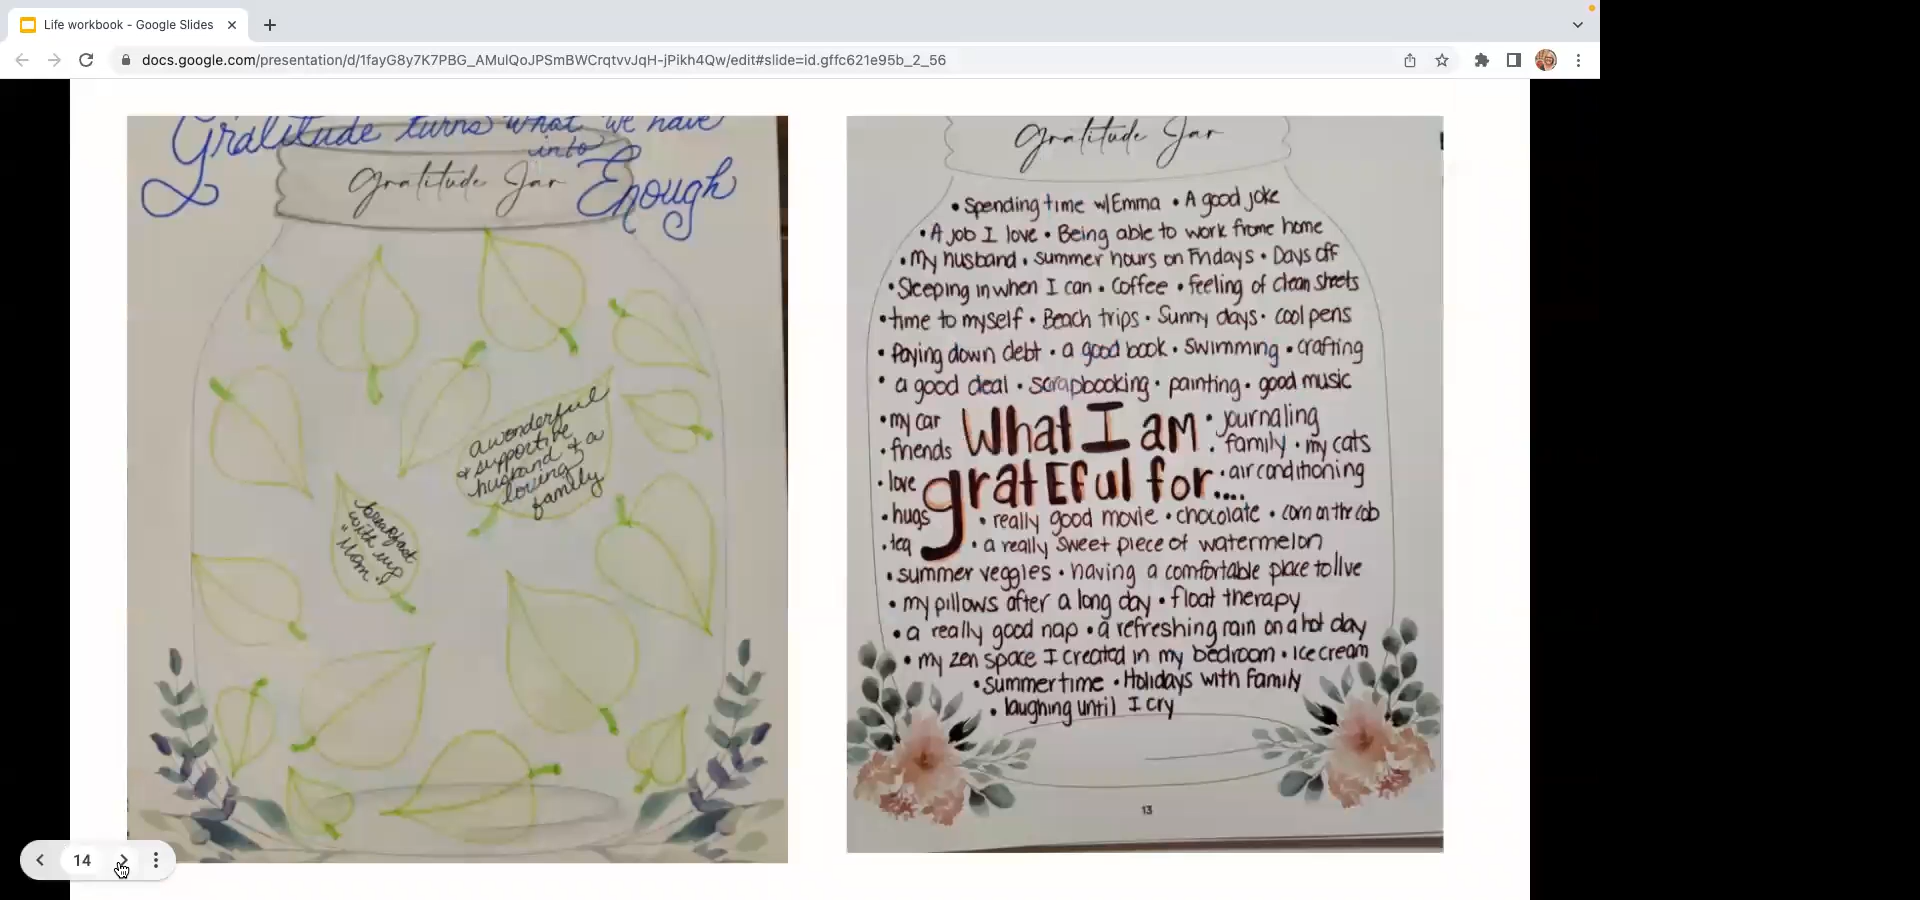 Life workbook - Google Slides
docs.google.com/presentation/d/1fayG8y7K7PBG_AMulQoJPSmBWCrqtvvJqH-jPikh4Qw/edit#slide=id.gffc621e95b_2_56
Gratitude turns what we have
into
Gratitude Jar Enough
a wonderful
& supportive
husband & a
loving
family
breakfast
with my
"Mom"
14
Gratitude Jar
• Spending time w/Emma • A good joke
• A job I love • Being able to work frome home
• My husband • summer hours on Fridays • Days off
• Sleeping in when I can • Coffee • feeling of clean sheets
• time to myself • Beach trips • Sunny days • cool pens
• Paying down debt • a good book • swimming • crafting
• a good deal • scrapbooking • painting • good music
• my car What I am • journaling
• friends • family • my cats
• love grateful for.... • air conditioning
• hugs • really good movie • chocolate • corn on the cob
• tea • a really sweet piece of watermelon
• summer veggies • having a comfortable place to live
• my pillows after a long day • float therapy
• a really good nap • a refreshing rain on a hot day
• my zen space I created in my bedroom • ice cream
• Summertime • Holidays with Family
• laughing until I cry
13